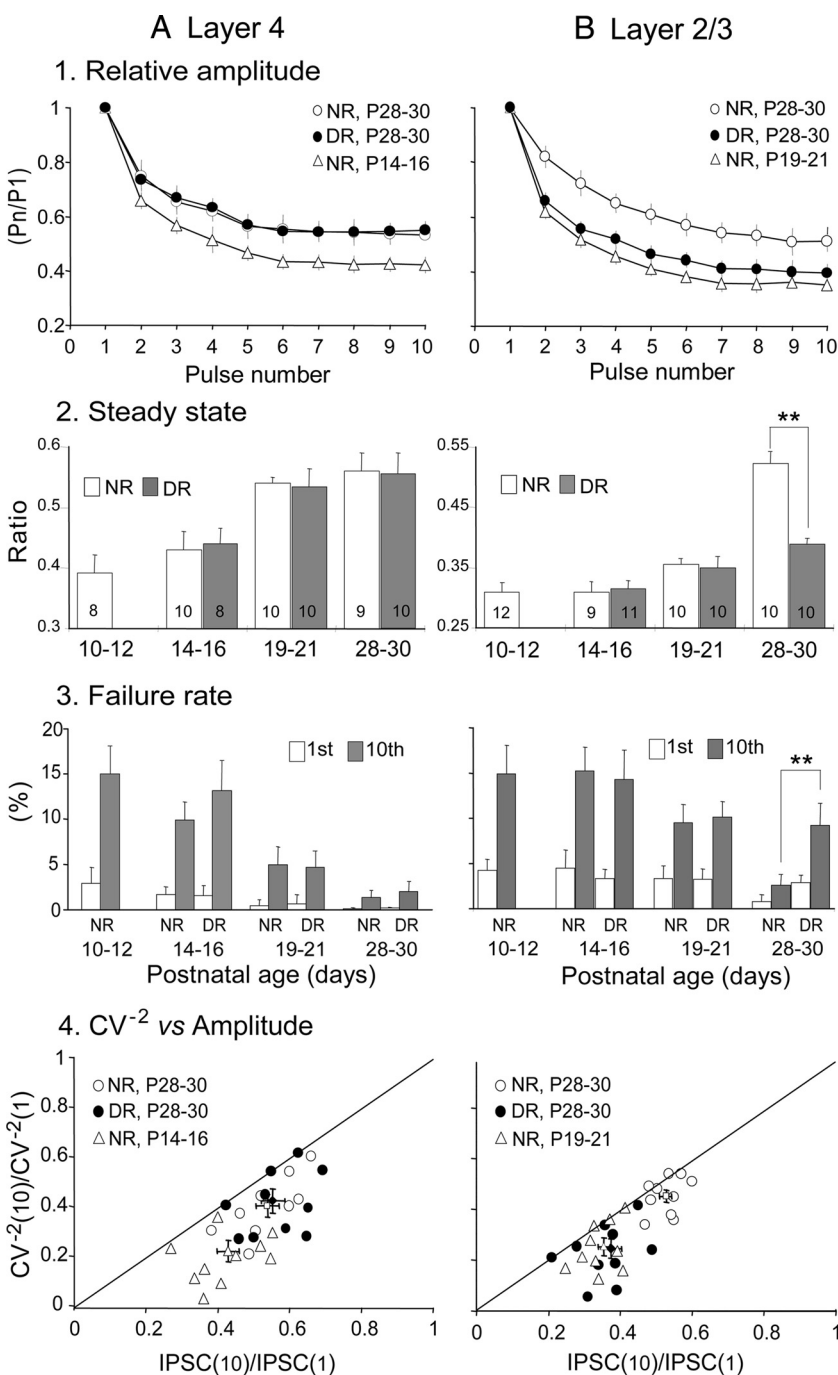 A Layer 4
B Layer 2/3
1. Relative amplitude
(Pn/P1)
1
0.8
0.6
0.4
0.2
NR, P28-30
DR, P28-30
NR, P14-16
0 1 2 3 4 5 6 7 8 9 10
Pulse number
NR, P28-30
DR, P28-30
NR, P19-21
0 1 2 3 4 5 6 7 8 9 10
Pulse number
2. Steady state
Ratio
0.6
0.5
0.4
0.3
NR DR
8 10 8 10 10 9 10
10-12 14-16 19-21 28-30
0.55
0.45
0.35
0.25
NR DR
**
12 9 11 10 10 10 10
10-12 14-16 19-21 28-30
3. Failure rate
(%)
20
15
10
5
0
1st 10th
NR NR DR NR DR NR DR
10-12 14-16 19-21 28-30
Postnatal age (days)
1st 10th
**
NR NR DR NR DR NR DR
10-12 14-16 19-21 28-30
Postnatal age (days)
4. CV⁻² vs Amplitude
CV⁻²(10)/CV⁻²(1)
1
0.8
0.6
0.4
0.2
0
NR, P28-30
DR, P28-30
NR, P14-16
0 0.2 0.4 0.6 0.8 1
IPSC(10)/IPSC(1)
NR, P28-30
DR, P28-30
NR, P19-21
0 0.2 0.4 0.6 0.8 1
IPSC(10)/IPSC(1)